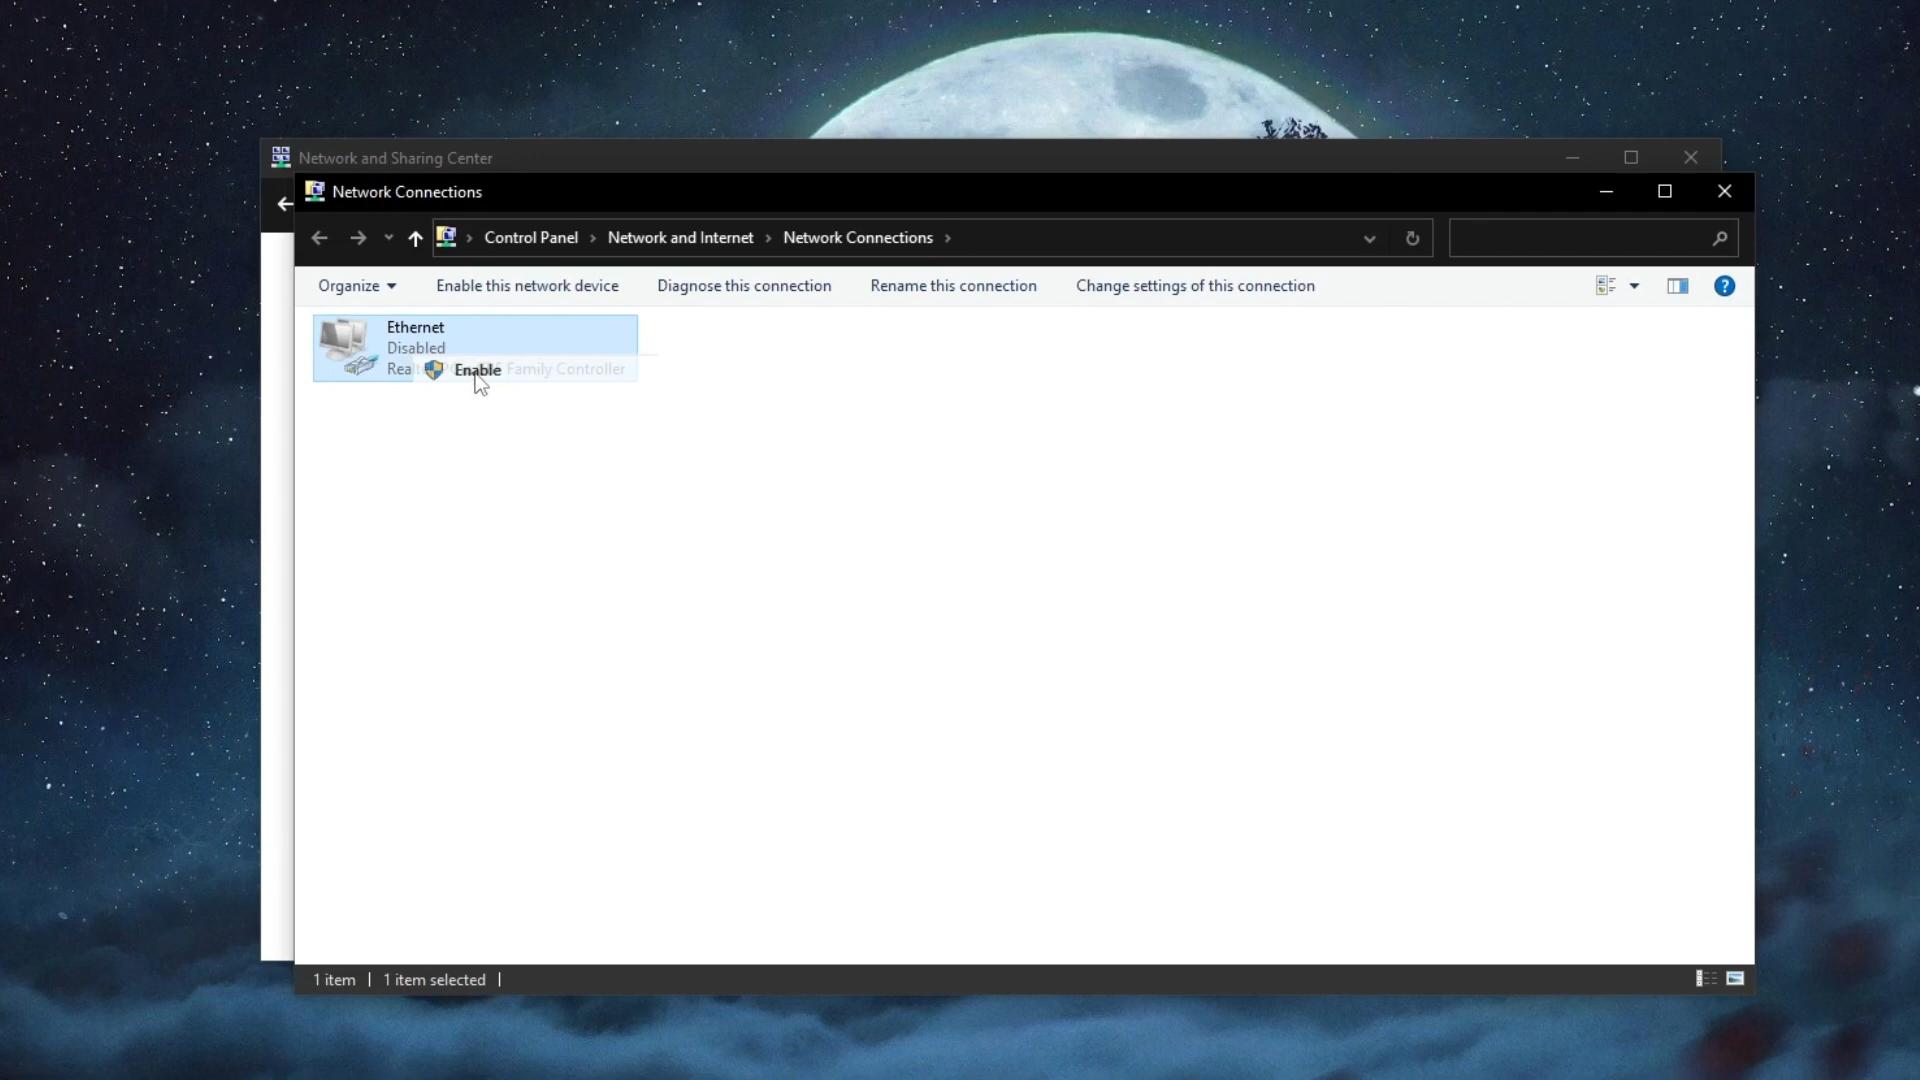 Network and Sharing Center
Network Connections
Control Panel
Network and Internet
Network Connections
Organize
Enable this network device
Diagnose this connection
Rename this connection
Change settings of this connection
?
Ethernet
Disabled
Enable
Family Controller
1 item
1 item selected